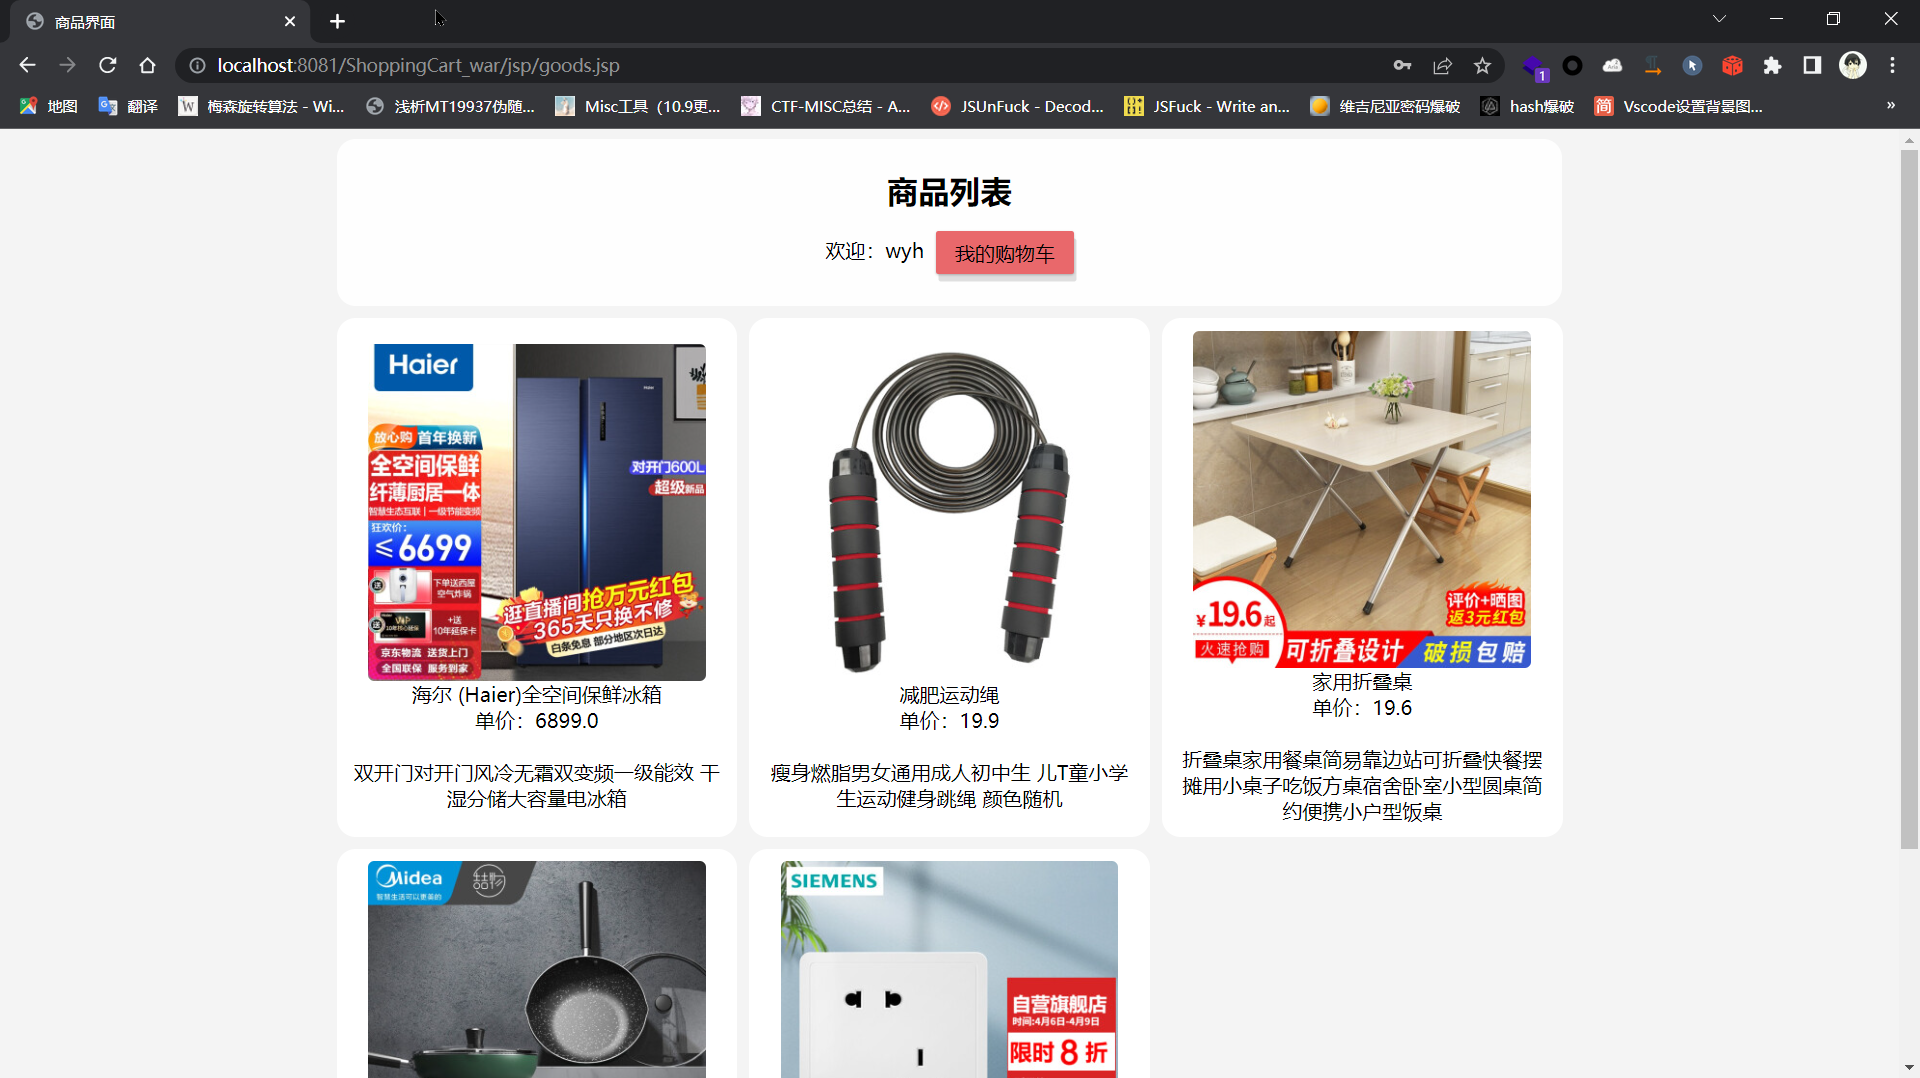 商品界面
localhost:8081/ShoppingCart_war/jsp/goods.jsp
1
地图
翻译
W
梅森旋转算法 - Wi...
浅析MT19937伪随...
Misc工具（10.9更...
CTF-MISC总结 - A...
JSUnFuck - Decod...
JSFuck - Write an...
维吉尼亚密码爆破
hash爆破
简
Vscode设置背景图...
»
商品列表
欢迎：wyh
我的购物车
Haier
放心购 首年换新
全空间保鲜
纤薄厨居一体
智慧生态互联 | 一级节能变频
狂欢价：
≤6699
送
下单送西屋
空气炸锅
送
VIP
+送
10年延保卡
京东物流 送货上门
全国联保 服务到家
对开门600L
超级新品
逛直播间抢万元红包
365天只换不修
白条免息 部分地区次日达
海尔 (Haier)全空间保鲜冰箱
单价：6899.0
双开门对开门风冷无霜双变频一级能效 干
湿分储大容量电冰箱
减肥运动绳
单价：19.9
瘦身燃脂男女通用成人初中生 儿T童小学
生运动健身跳绳 颜色随机
¥19.6起
火速抢购
可折叠设计
评价+晒图
返3元红包
破损包赔
家用折叠桌
单价：19.6
折叠桌家用餐桌简易靠边站可折叠快餐摆
摊用小桌子吃饭方桌宿舍卧室小型圆桌简
约便携小户型饭桌
Midea
智慧生活可以更美的
SIEMENS
自营旗舰店
时间:4月6日-4月9日
限时8折